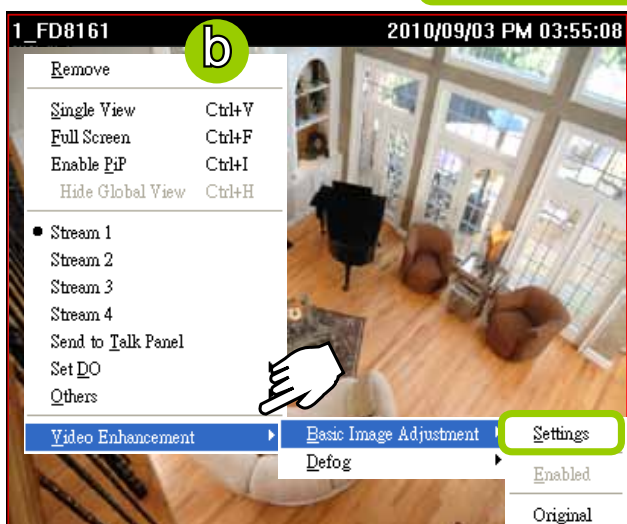 1_FD8161 2010/09/03 PM 03:55:08
b
Remove
Single View Ctrl+V
Full Screen Ctrl+F
Enable PiP Ctrl+I
Hide Global View Ctrl+H
Stream 1
Stream 2
Stream 3
Stream 4
Send to Talk Panel
Set DO
Others
Video Enhancement
Basic Image Adjustment
Defog
Settings
Enabled
Original